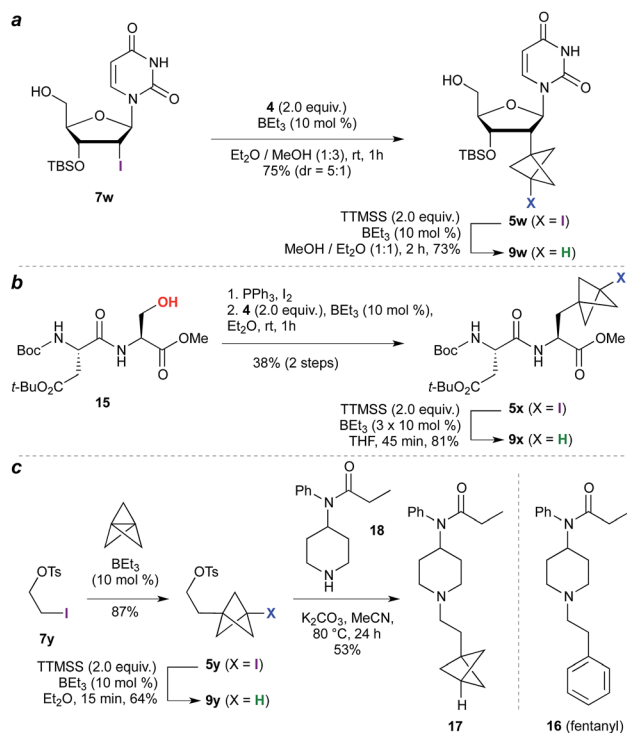 a
O
NH
N
O
HO
O
TBSO
I
7w
4 (2.0 equiv.)
BEt3 (10 mol %)
Et2O / MeOH (1:3), rt, 1h
75% (dr = 5:1)
O
NH
N
O
HO
O
TBSO
X
TTMSS (2.0 equiv.)
BEt3 (10 mol %)
MeOH / Et2O (1:1), 2 h, 73%
5w (X = I)
9w (X = H)
b
OH
O
H
N
Boc
N
H
OMe
O
t-BuO2C
15
1. PPh3, I2
2. 4 (2.0 equiv.), BEt3 (10 mol %),
Et2O, rt, 1h
38% (2 steps)
X
O
H
N
Boc
N
H
OMe
O
t-BuO2C
TTMSS (2.0 equiv.)
BEt3 (3 x 10 mol %)
THF, 45 min, 81%
5x (X = I)
9x (X = H)
c
OTs
I
7y
BEt3
(10 mol %)
87%
OTs
X
TTMSS (2.0 equiv.)
BEt3 (10 mol %)
Et2O, 15 min, 64%
5y (X = I)
9y (X = H)
O
Ph
N
18
NH
K2CO3, MeCN,
80 °C, 24 h
53%
O
Ph
N
N
H
17
O
Ph
N
N
16 (fentanyl)